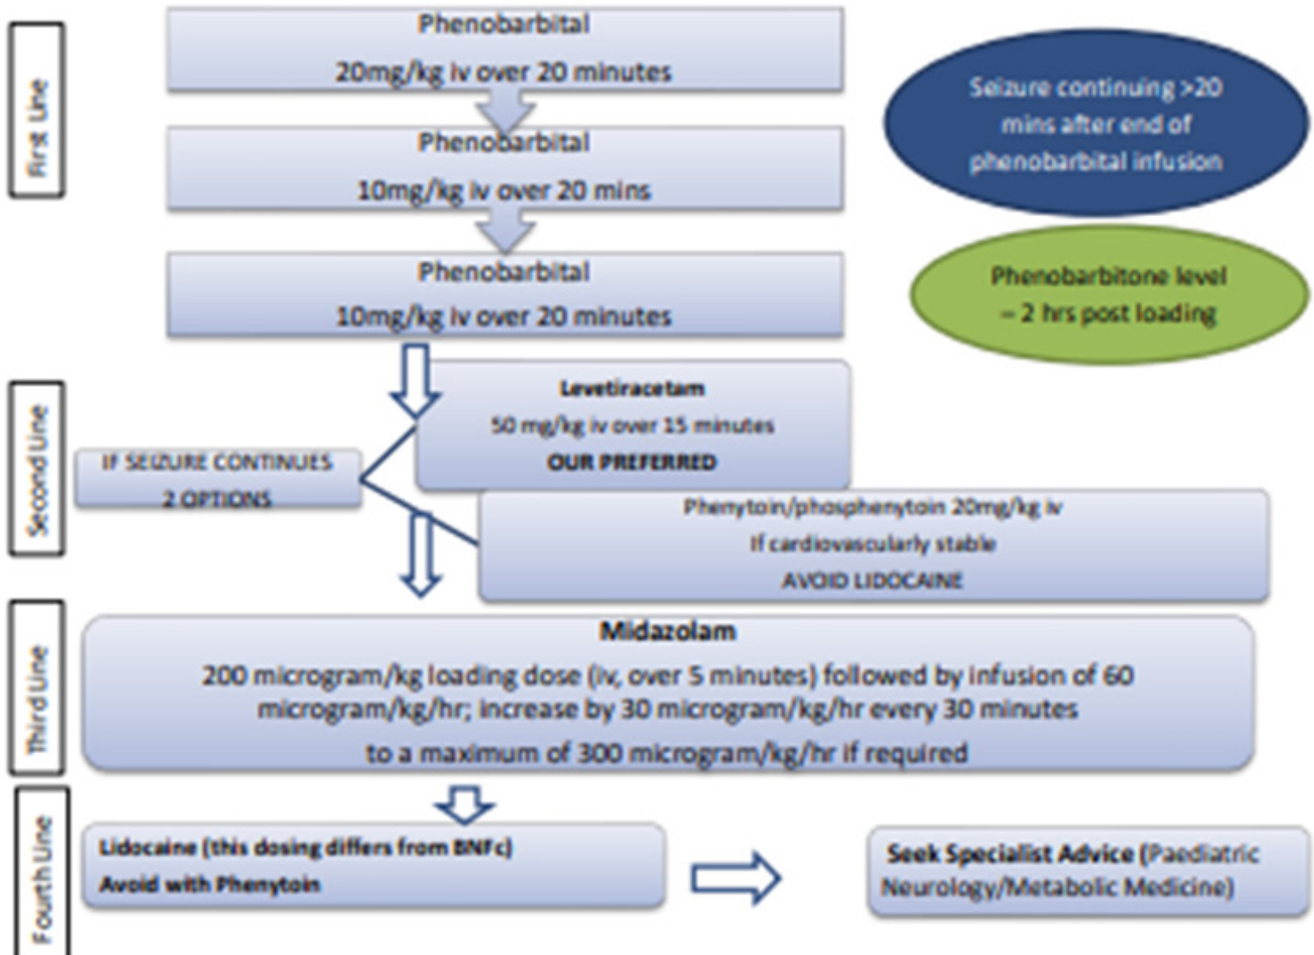 First Line
Phenobarbital
20mg/kg iv over 20 minutes
Phenobarbital
10mg/kg iv over 20 mins
Phenobarbital
10mg/kg iv over 20 minutes
Seizure continuing >20
mins after end of
phenobarbital infusion
Phenobarbitone level
– 2 hrs post loading
Second Line
IF SEIZURE CONTINUES
2 OPTIONS
Levetiracetam
50 mg/kg iv over 15 minutes
OUR PREFERRED
Phenytoin/phosphenytoin 20mg/kg iv
If cardiovascularly stable
AVOID LIDOCAINE
Third Line
Midazolam
200 microgram/kg loading dose (iv, over 5 minutes) followed by infusion of 60
microgram/kg/hr; increase by 30 microgram/kg/hr every 30 minutes
to a maximum of 300 microgram/kg/hr if required
Fourth Line
Lidocaine (this dosing differs from BNFc)
Avoid with Phenytoin
Seek Specialist Advice (Paediatric
Neurology/Metabolic Medicine)